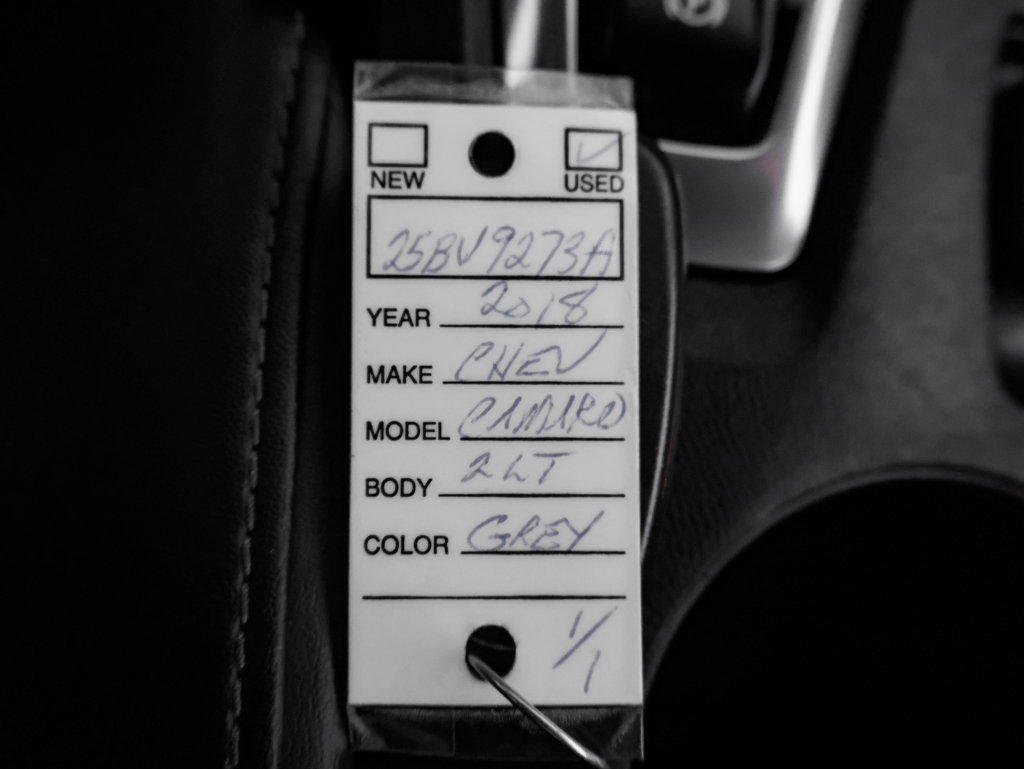 NEW USED
25BV9273A
YEAR 2018
MAKE CHEV
MODEL CAMARO
BODY 2LT
COLOR GREY
1/1